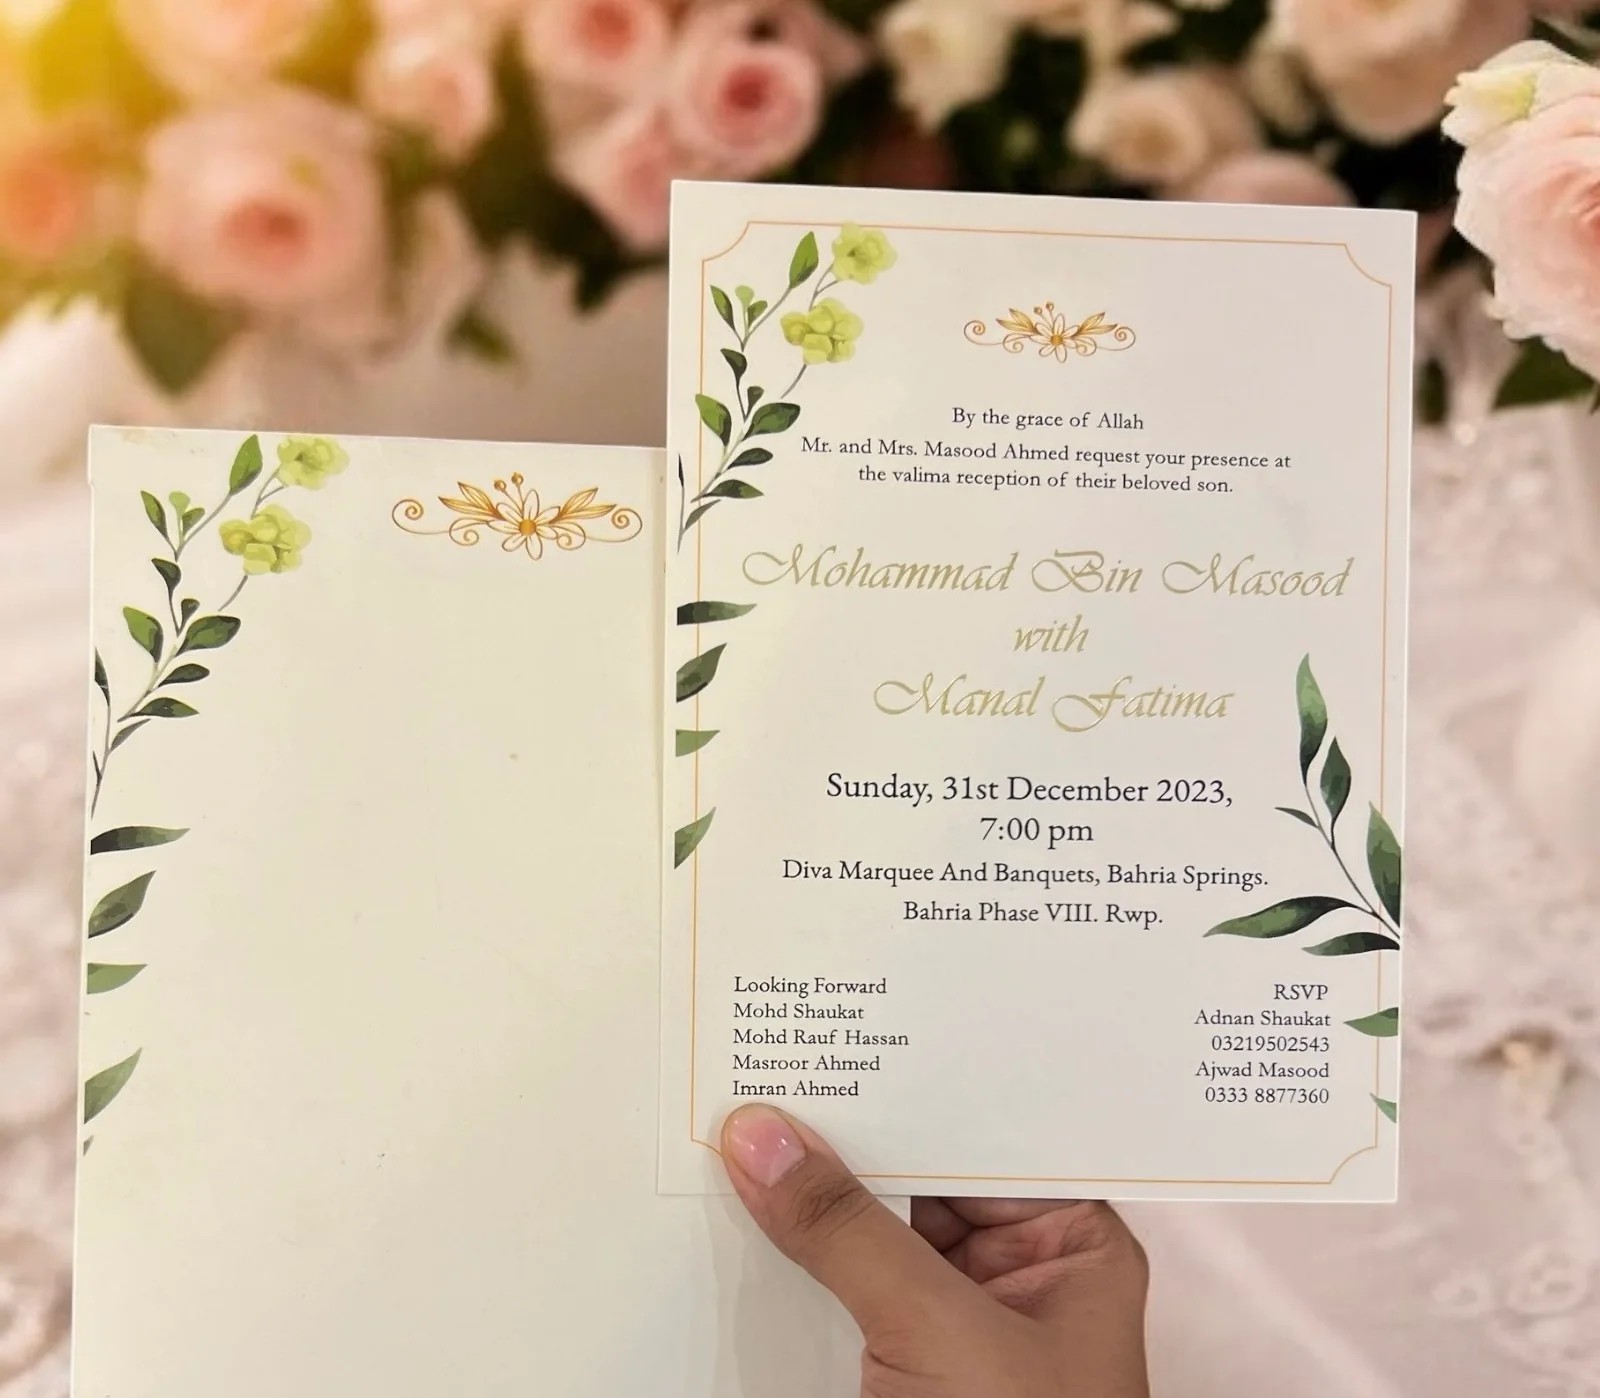 By the grace of Allah
Mr. and Mrs. Masood Ahmed request your presence at
the valima reception of their beloved son.
Mohammad Bin Masood
with
Manal Fatima
Sunday, 31st December 2023,
7:00 pm
Diva Marquee And Banquets, Bahria Springs.
Bahria Phase VIII. Rwp.
Looking Forward
Mohd Shaukat
Mohd Rauf Hassan
Masroor Ahmed
Imran Ahmed
RSVP
Adnan Shaukat
03219502543
Ajwad Masood
0333 8877360